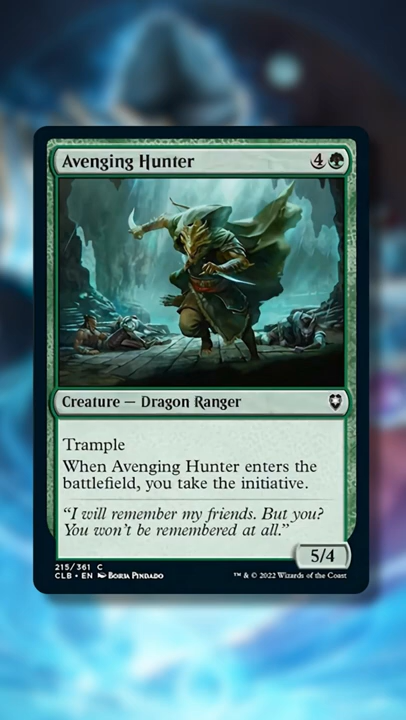 Avenging Hunter 4
Creature — Dragon Ranger
Trample
When Avenging Hunter enters the
battlefield, you take the initiative.
“I will remember my friends. But you?
You won’t be remembered at all.”
5/4
215/361 C
CLB • EN Borja Pindado
™ & © 2022 Wizards of the Coast